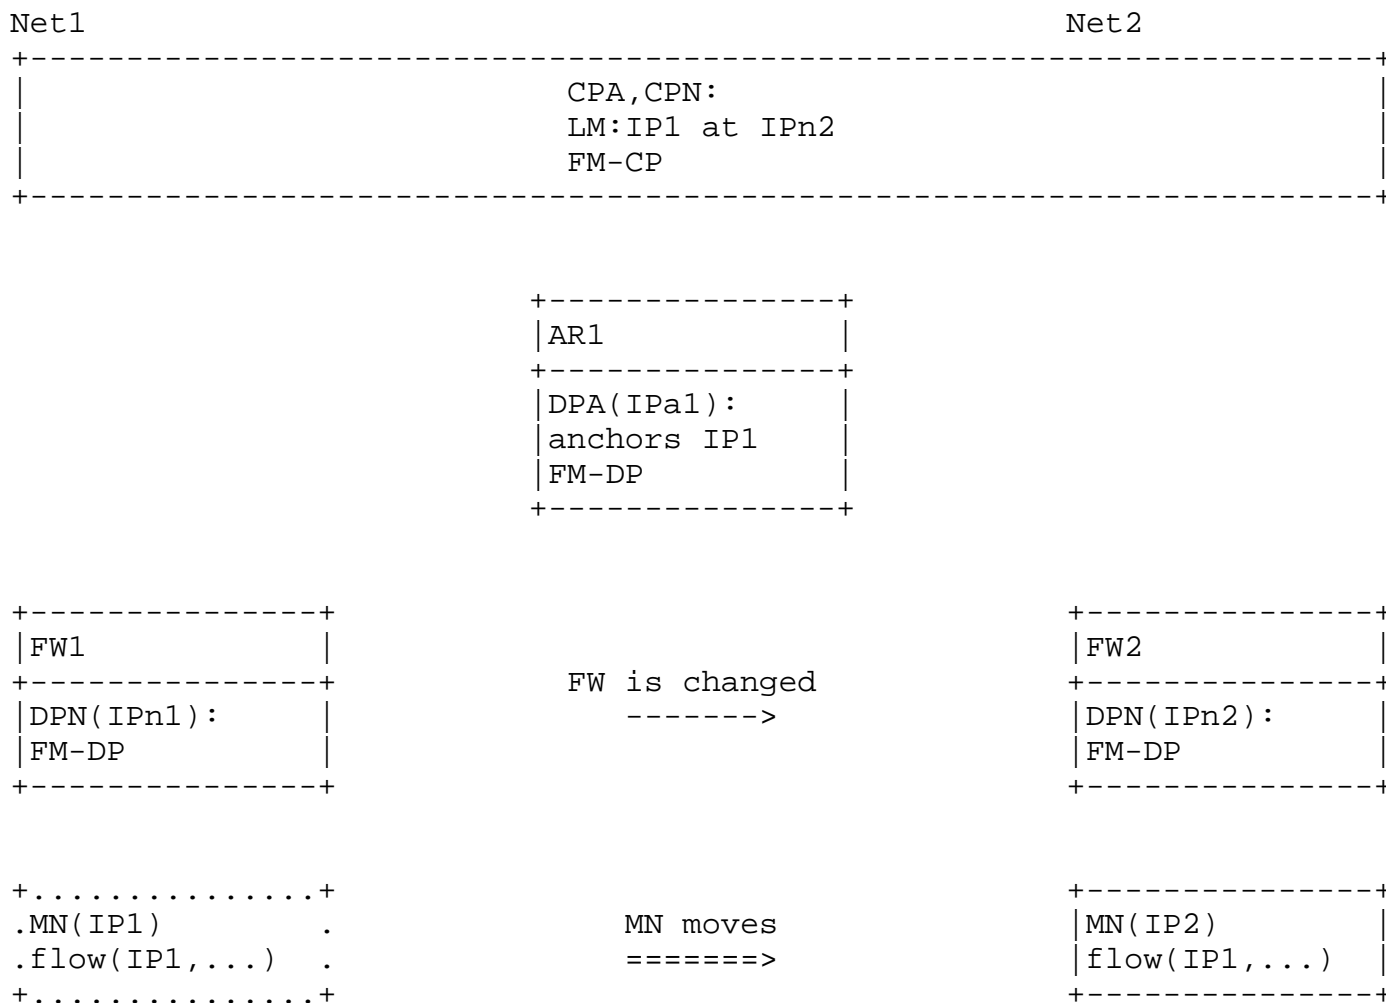 Net1 Net2
CPA,CPN:
LM:IP1 at IPn2
FM-CP
AR1
DPA(IPa1):
anchors IP1
FM-DP
FW1 FW2
FW is changed
DPN(IPn1): -------> DPN(IPn2):
FM-DP FM-DP
MN(IP1) MN moves MN(IP2)
flow(IP1,...) =======> flow(IP1,...)